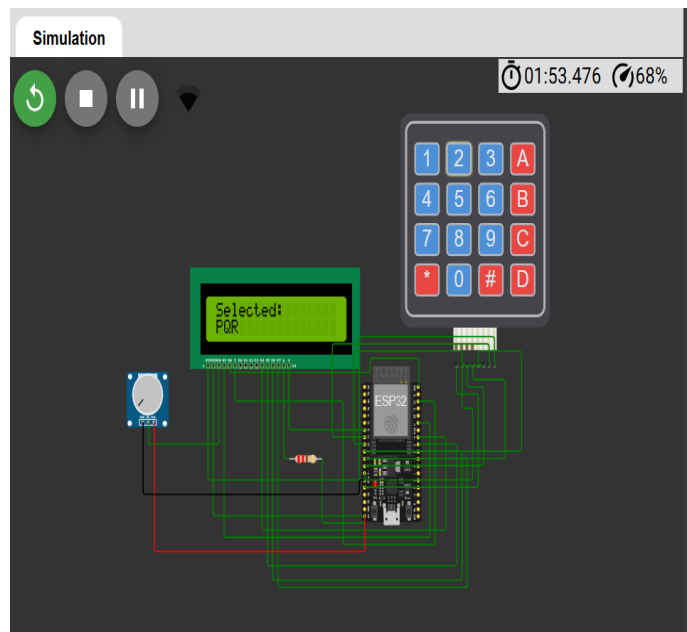 Simulation
01:53.476 68%
1 2 3 A
4 5 6 B
7 8 9 C
* 0 # D
Selected:
PQR
ESP32